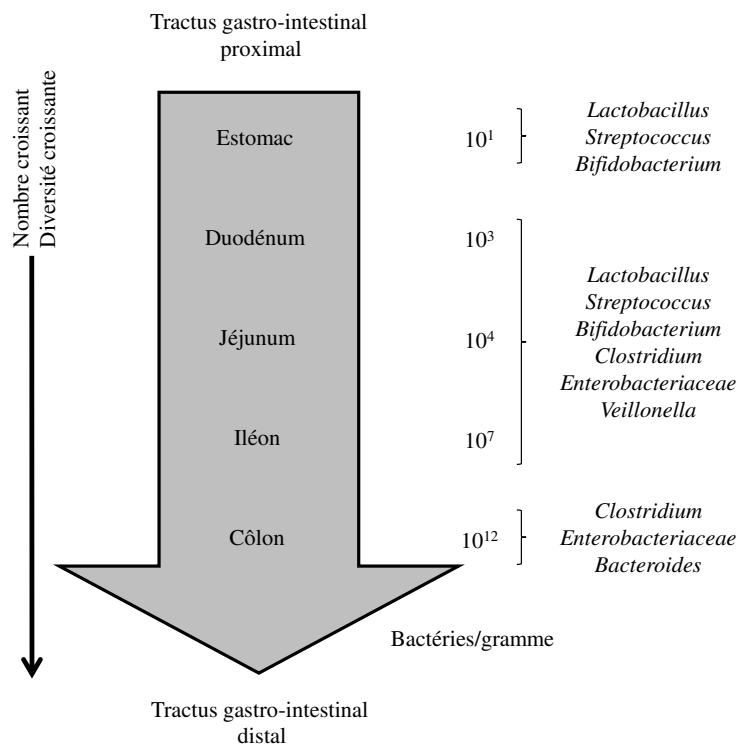 Tractus gastro-intestinal
proximal
Nombre croissant
Diversité croissante
Estomac
10¹
Lactobacillus
Streptococcus
Bifidobacterium
Duodénum
10³
Jéjunum
10⁴
Iléon
10⁷
Lactobacillus
Streptococcus
Bifidobacterium
Clostridium
Enterobacteriaceae
Veillonella
Côlon
10¹²
Clostridium
Enterobacteriaceae
Bacteroides
Bactéries/gramme
Tractus gastro-intestinal
distal